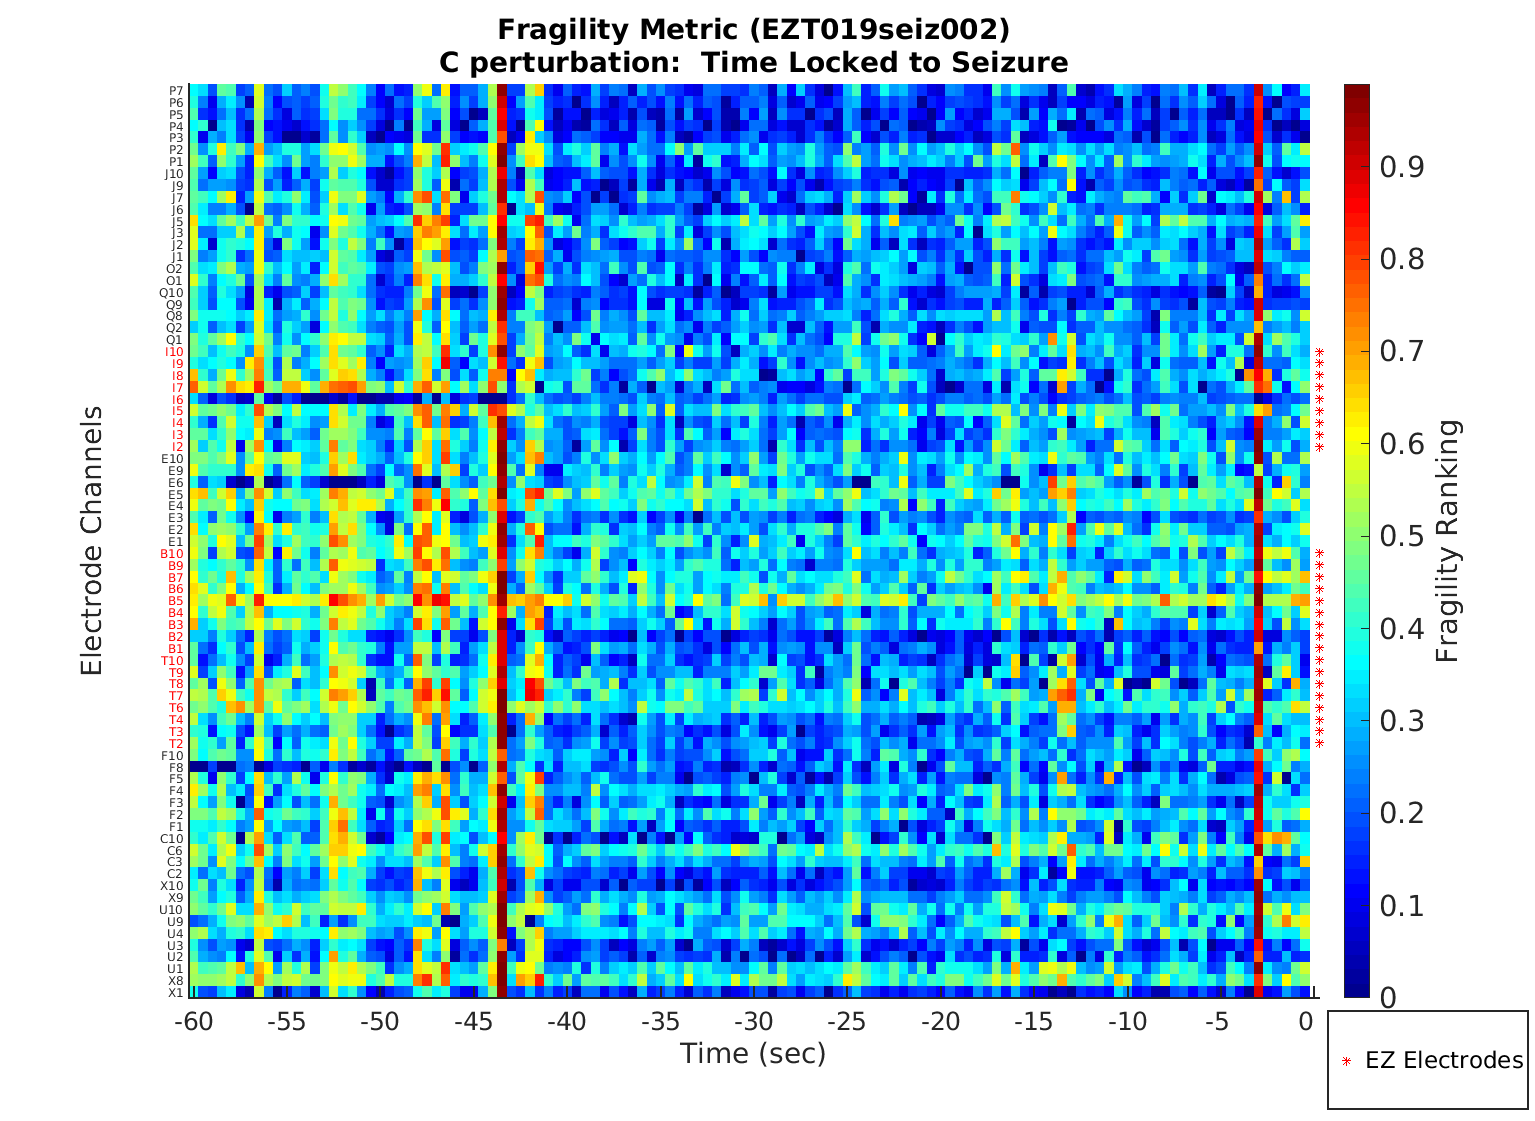 Fragility Metric (EZT019seiz002)
C perturbation:  Time Locked to Seizure
Electrode Channels
P7
P6
P5
P4
P3
P2
P1
J10
J9
J7
J6
J5
J3
J2
J1
O2
O1
Q10
Q9
Q8
Q2
Q1
I10
I9
I8
I7
I6
I5
I4
I3
I2
E10
E9
E6
E5
E4
E3
E2
E1
B10
B9
B7
B6
B5
B4
B3
B2
B1
T10
T9
T8
T7
T6
T4
T3
T2
F10
F8
F5
F4
F3
F2
F1
C10
C6
C3
C2
X10
X9
U10
U9
U4
U3
U2
U1
X8
X1
-60 -55 -50 -45 -40 -35 -30 -25 -20 -15 -10 -5 0
Time (sec)
0.9
0.8
0.7
0.6
0.5
0.4
0.3
0.2
0.1
0
Fragility Ranking
EZ Electrodes